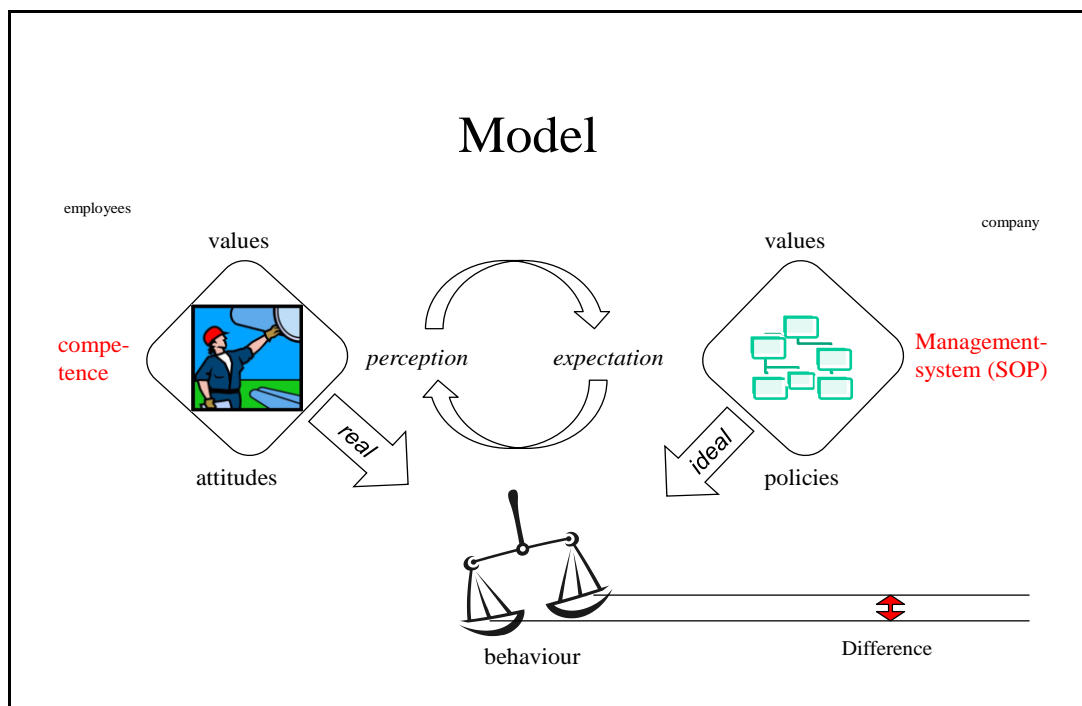 Model
employees
company
values
values
compe-
tence
perception
expectation
Management-
system (SOP)
real
ideal
attitudes
policies
behaviour
Difference